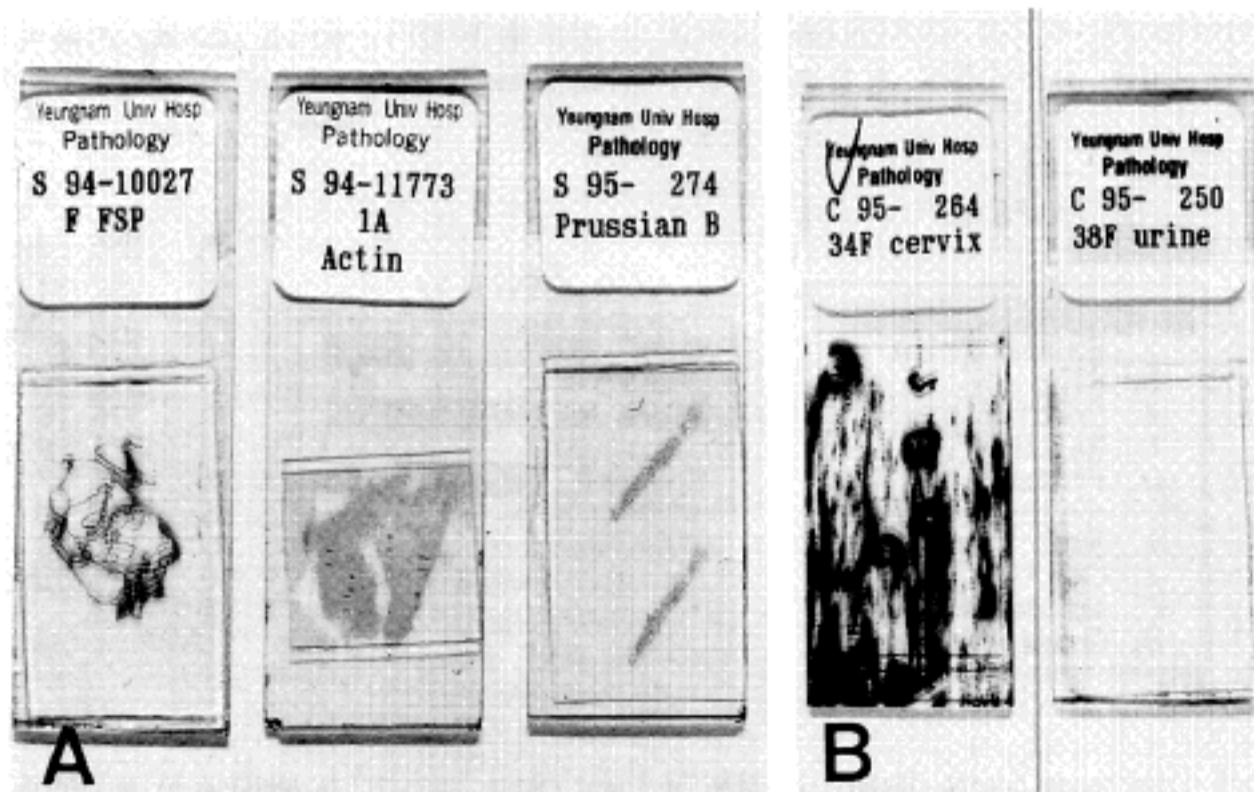 Yeungnam Univ Hosp
Pathology
S 94-10027
F FSP
Yeungnam Univ Hosp
Pathology
S 94-11773
1A
Actin
Yeungnam Univ Hosp
Pathology
S 95- 274
Prussian B
Yeungnam Univ Hosp
Pathology
C 95- 264
34F cervix
Yeungnam Univ Hosp
Pathology
C 95- 250
38F urine
A
B